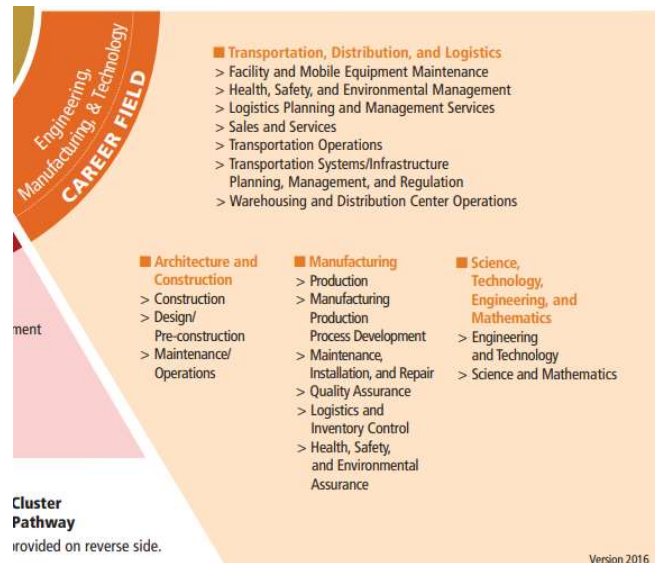 Engineering,
Manufacturing, & Technology
CAREER FIELD
■ Transportation, Distribution, and Logistics
> Facility and Mobile Equipment Maintenance
> Health, Safety, and Environmental Management
> Logistics Planning and Management Services
> Sales and Services
> Transportation Operations
> Transportation Systems/Infrastructure
Planning, Management, and Regulation
> Warehousing and Distribution Center Operations
■ Architecture and
Construction
> Construction
> Design/
Pre-construction
> Maintenance/
Operations
■ Manufacturing
> Production
> Manufacturing
Production
Process Development
> Maintenance,
Installation, and Repair
> Quality Assurance
> Logistics and
Inventory Control
> Health, Safety,
and Environmental
Assurance
■ Science,
Technology,
Engineering, and
Mathematics
> Engineering
and Technology
> Science and Mathematics
ment
Cluster
Pathway
provided on reverse side.
Version 2016